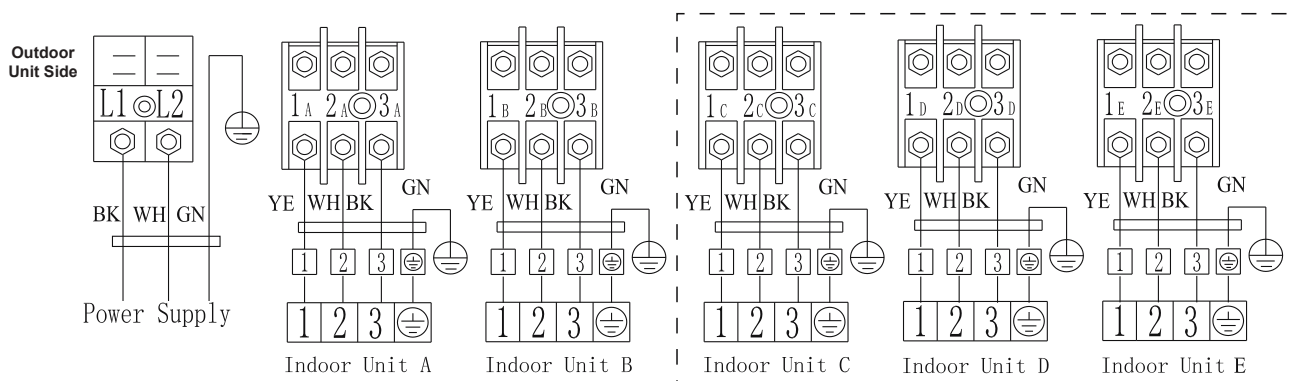 Outdoor
Unit Side
L1 L2
BK WH GN
Power Supply
1A 2A 3A
YE WH BK GN
1 2 3
1 2 3
Indoor Unit A
1B 2B 3B
YE WH BK GN
1 2 3
1 2 3
Indoor Unit B
1C 2C 3C
YE WH BK GN
1 2 3
1 2 3
Indoor Unit C
1D 2D 3D
YE WH BK GN
1 2 3
1 2 3
Indoor Unit D
1E 2E 3E
YE WH BK GN
1 2 3
1 2 3
Indoor Unit E